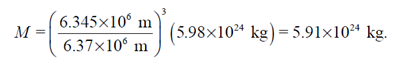 M = (6.345×10⁶ m / 6.37×10⁶ m)³ (5.98×10²⁴ kg) = 5.91×10²⁴ kg.